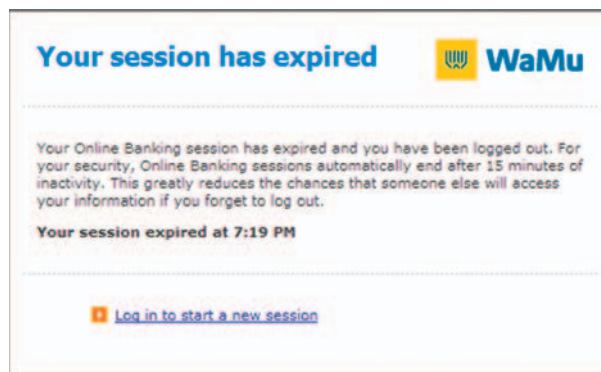 Your session has expired
WaMu
Your Online Banking session has expired and you have been logged out. For
your security, Online Banking sessions automatically end after 15 minutes of
inactivity. This greatly reduces the chances that someone else will access
your information if you forget to log out.
Your session expired at 7:19 PM
Log in to start a new session